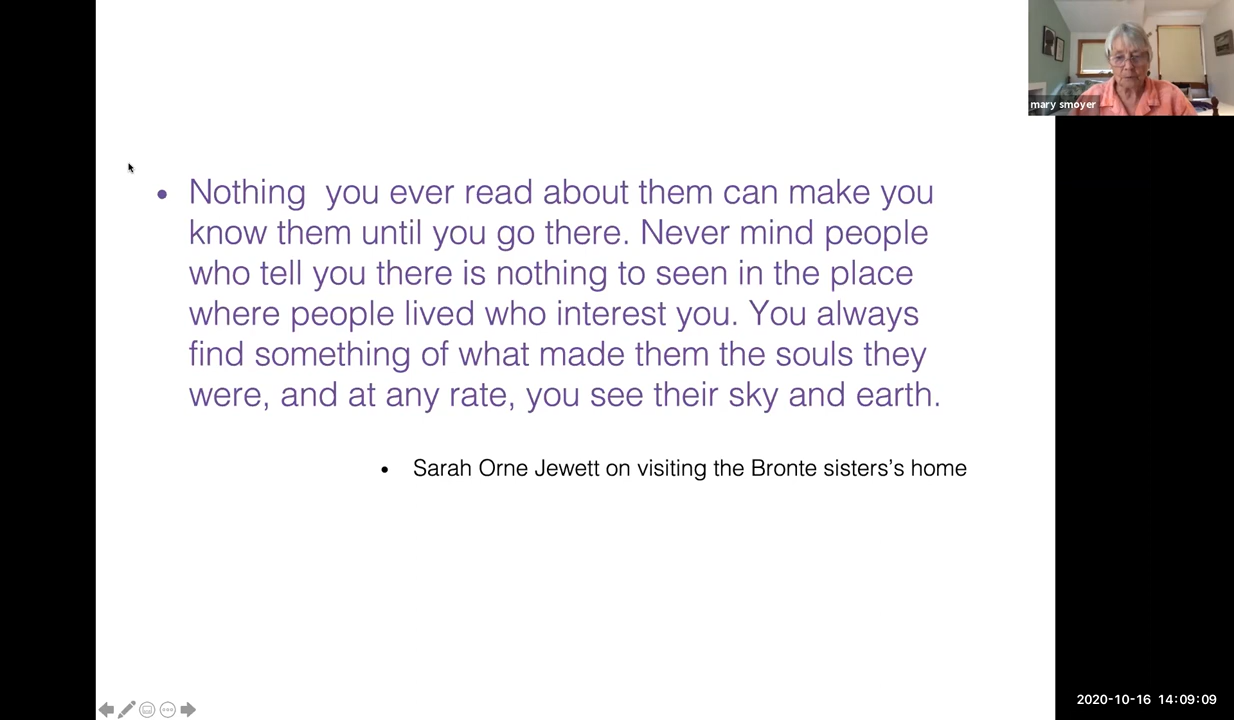 mary smoyer
• Nothing  you ever read about them can make you
know them until you go there. Never mind people
who tell you there is nothing to seen in the place
where people lived who interest you. You always
find something of what made them the souls they
were, and at any rate, you see their sky and earth.
• Sarah Orne Jewett on visiting the Bronte sisters’s home
2020-10-16 14:09:09